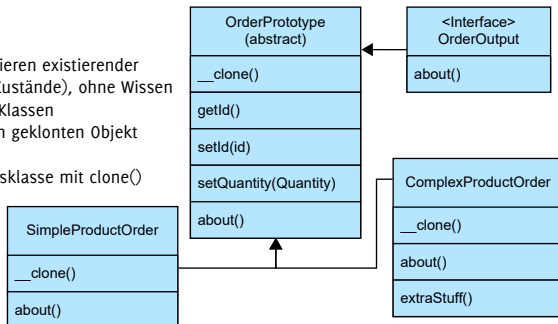 ieren existierender
Zustände), ohne Wissen
Klassen
n geklonten Objekt
sklasse mit clone()
OrderPrototype
(abstract)
__clone()
getId()
setId(id)
setQuantity(Quantity)
about()
<Interface>
OrderOutput
about()
SimpleProductOrder
__clone()
about()
ComplexProductOrder
__clone()
about()
extraStuff()